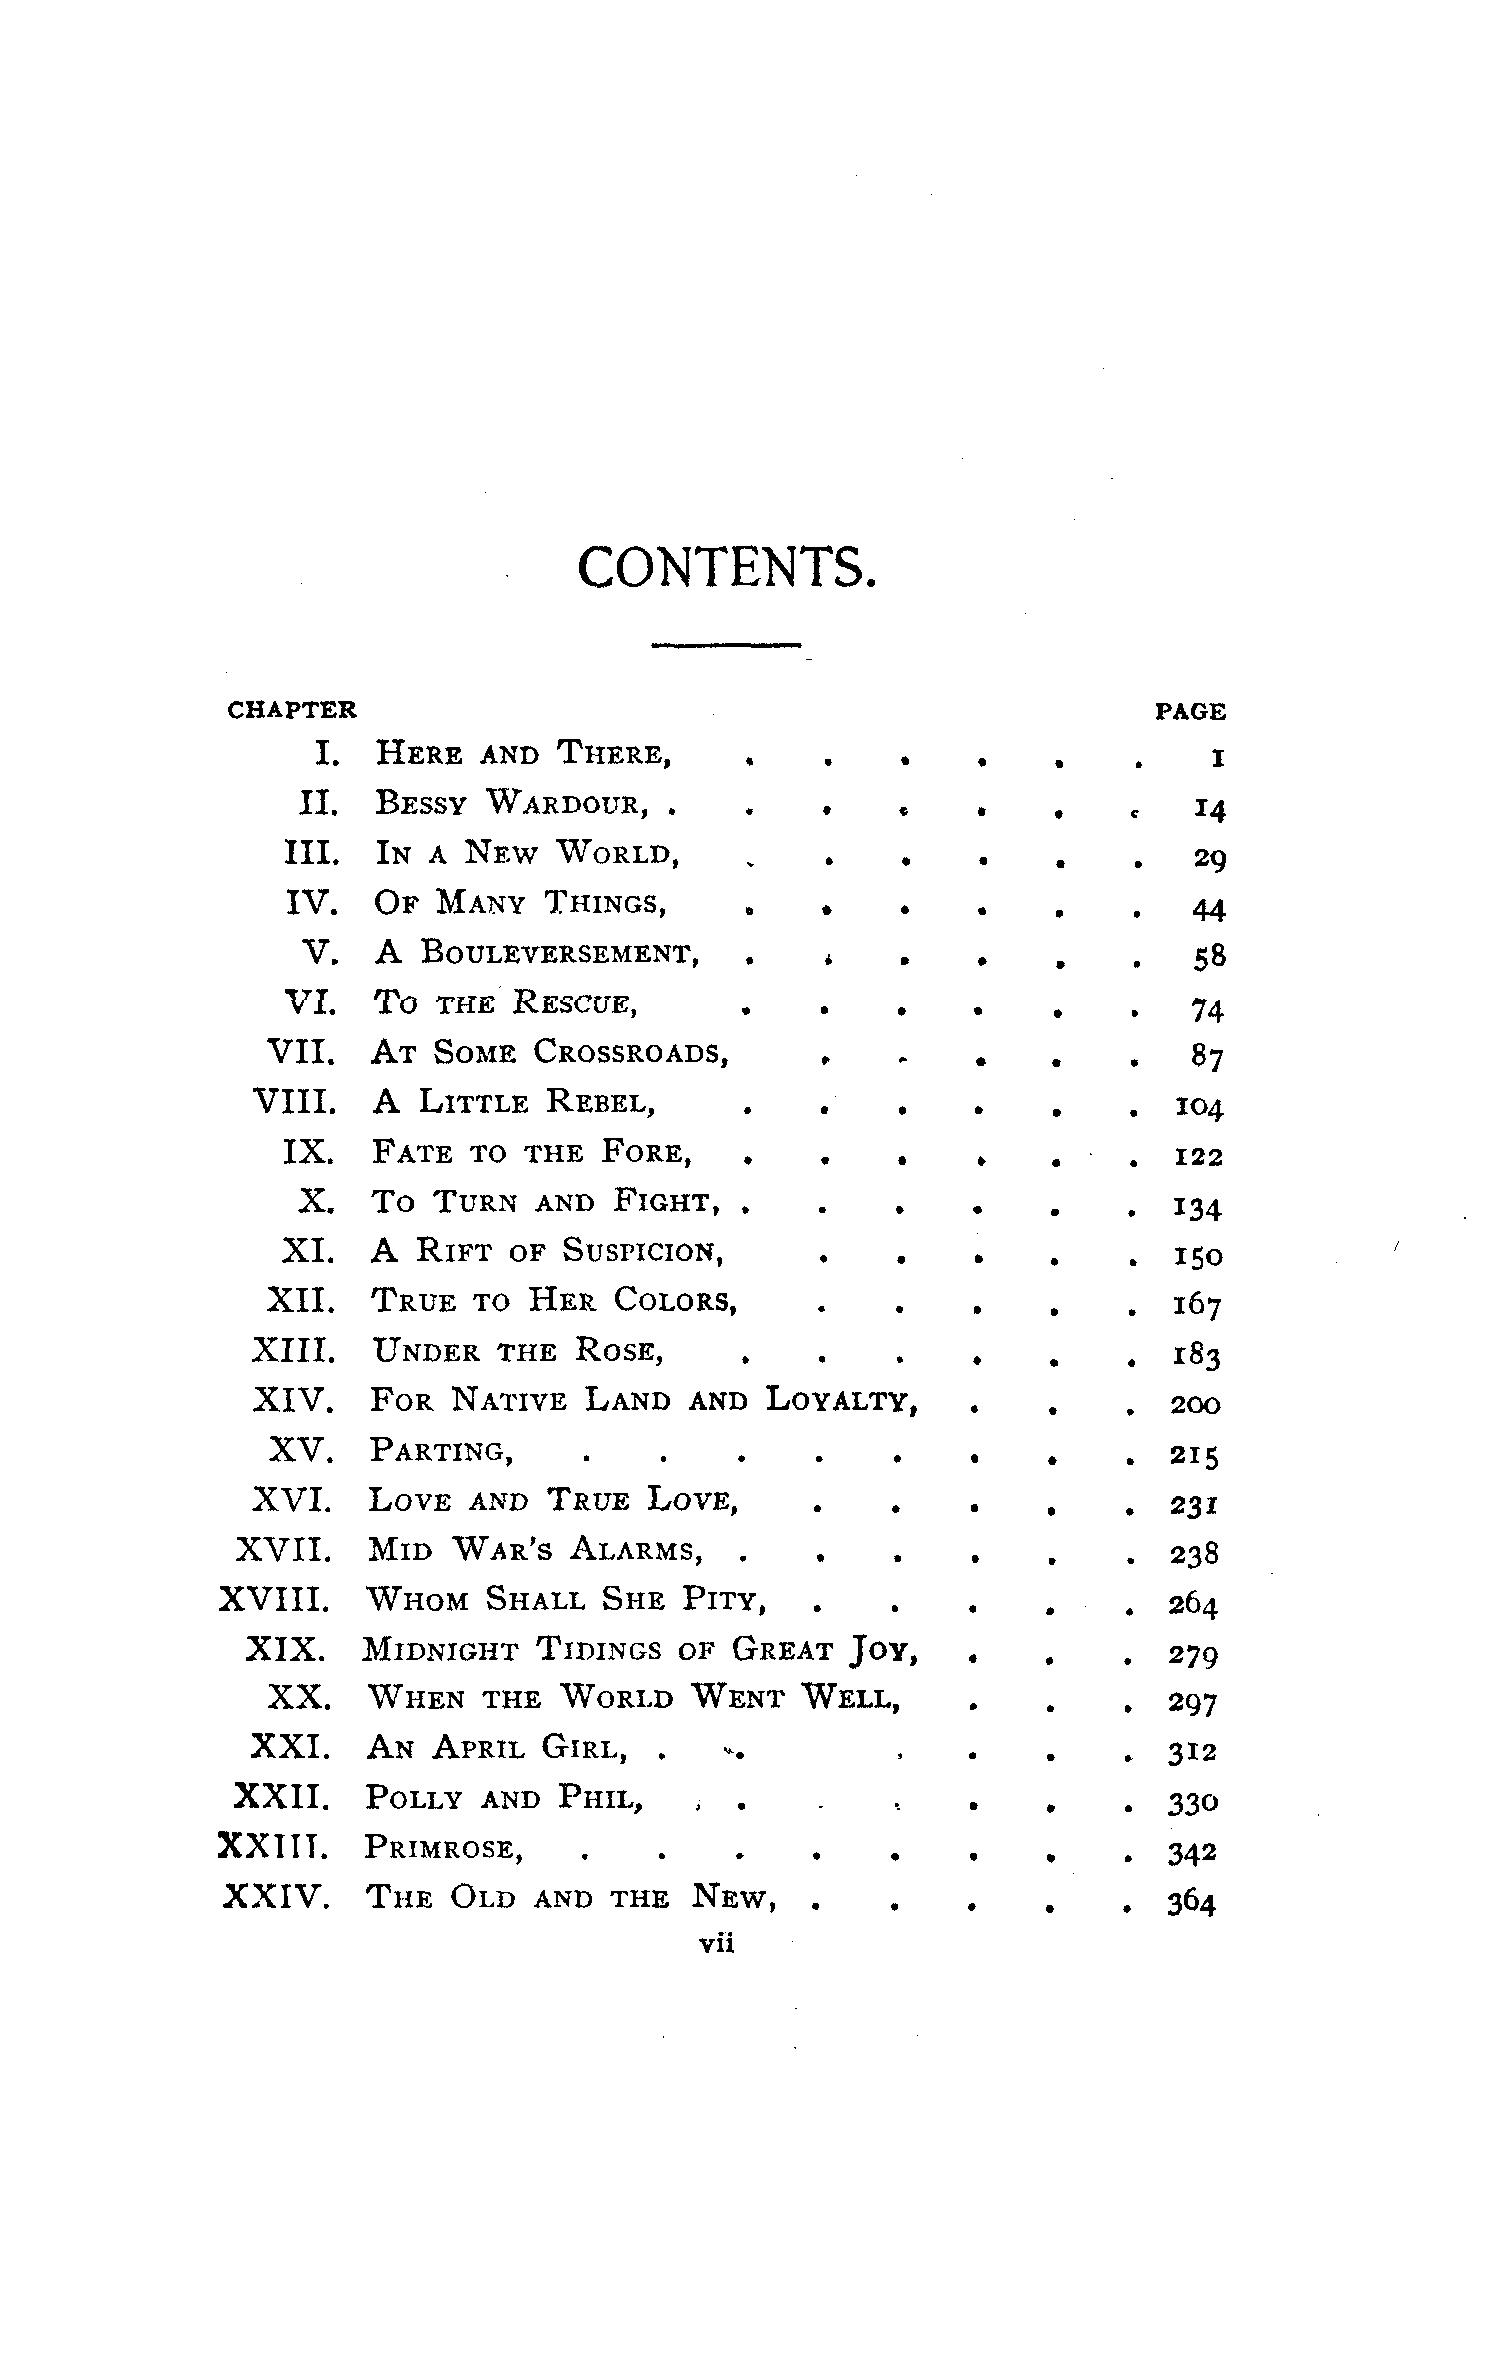 CONTENTS.
CHAPTER PAGE
I. HERE AND THERE, . . . . . . 1
II. BESSY WARDOUR, . . . . . . . 14
III. IN A NEW WORLD, . . . . . . 29
IV. OF MANY THINGS, . . . . . . 44
V. A BOULEVERSEMENT, . . . . . . 58
VI. TO THE RESCUE, . . . . . . 74
VII. AT SOME CROSSROADS, . . . . . 87
VIII. A LITTLE REBEL, . . . . . . 104
IX. FATE TO THE FORE, . . . . . . 122
X. TO TURN AND FIGHT, . . . . . . 134
XI. A RIFT OF SUSPICION, . . . . . 150
XII. TRUE TO HER COLORS, . . . . . 167
XIII. UNDER THE ROSE, . . . . . . 183
XIV. FOR NATIVE LAND AND LOYALTY, . . . 200
XV. PARTING, . . . . . . . . 215
XVI. LOVE AND TRUE LOVE, . . . . . 231
XVII. MID WAR'S ALARMS, . . . . . . 238
XVIII. WHOM SHALL SHE PITY, . . . . . 264
XIX. MIDNIGHT TIDINGS OF GREAT JOY, . . . 279
XX. WHEN THE WORLD WENT WELL, . . . 297
XXI. AN APRIL GIRL, . . . . . . 312
XXII. POLLY AND PHIL, . . . . . . 330
XXIII. PRIMROSE, . . . . . . . . 342
XXIV. THE OLD AND THE NEW, . . . . . 364
vii